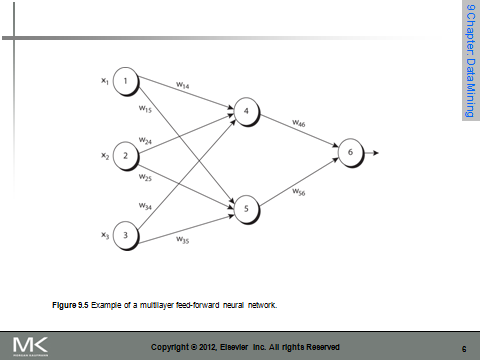 9 Chapter: Data Mining
x1
1
w14
w15
4
w46
x2
2
w24
w25
6
w34
w56
5
x3
3
w35
Figure 9.5 Example of a multilayer feed-forward neural network.
MK
Copyright © 2012, Elsevier Inc. All rights Reserved
6